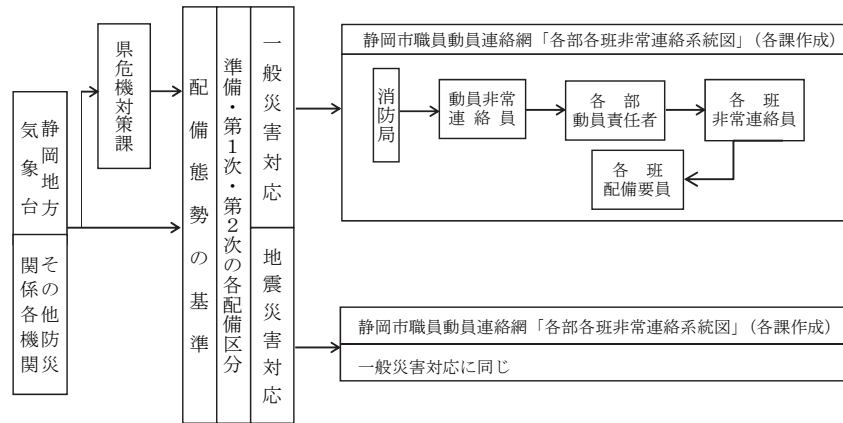 静岡地方
気象台
その他防災
関係各機関
県危機対策課
配備態勢の基準
準備・第1次・第2次の各配備区分
一般災害対応
地震災害対応
静岡市職員動員連絡網「各部各班非常連絡系統図」（各課作成）
消防局
動員非常
連絡員
各部
動員責任者
各班
非常連絡員
各班
配備要員
静岡市職員動員連絡網「各部各班非常連絡系統図」（各課作成）
一般災害対応に同じ